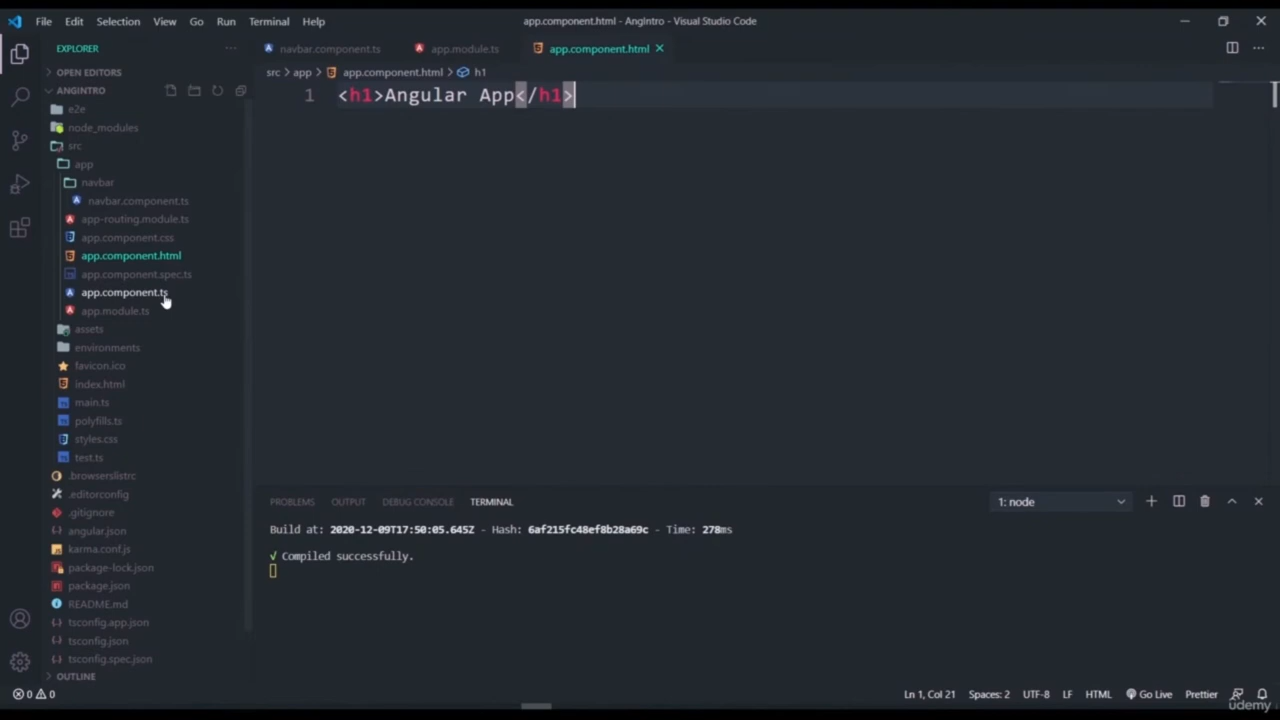 File Edit Selection View Go Run Terminal Help
app.component.html - AngIntro - Visual Studio Code
EXPLORER
navbar.component.ts
app.module.ts
app.component.html
OPEN EDITORS
src
app
app.component.html
h1
ANGINTRO
1 <h1>Angular App</h1>
e2e
node_modules
src
app
navbar
navbar.component.ts
app-routing.module.ts
app.component.css
app.component.html
app.component.spec.ts
app.component.ts
app.module.ts
assets
environments
favicon.ico
index.html
main.ts
polyfills.ts
styles.css
test.ts
.browserslistrc
.editorconfig
.gitignore
angular.json
karma.conf.js
package-lock.json
package.json
README.md
tsconfig.app.json
tsconfig.json
tsconfig.spec.json
OUTLINE
PROBLEMS OUTPUT DEBUG CONSOLE TERMINAL
1: node
Build at: 2020-12-09T17:50:05.645Z - Hash: 6af215fc48ef8b28a69c - Time: 278ms
√ Compiled successfully.
0 0
Ln 1, Col 21 Spaces: 2 UTF-8 LF HTML Go Live Prettier
udemy